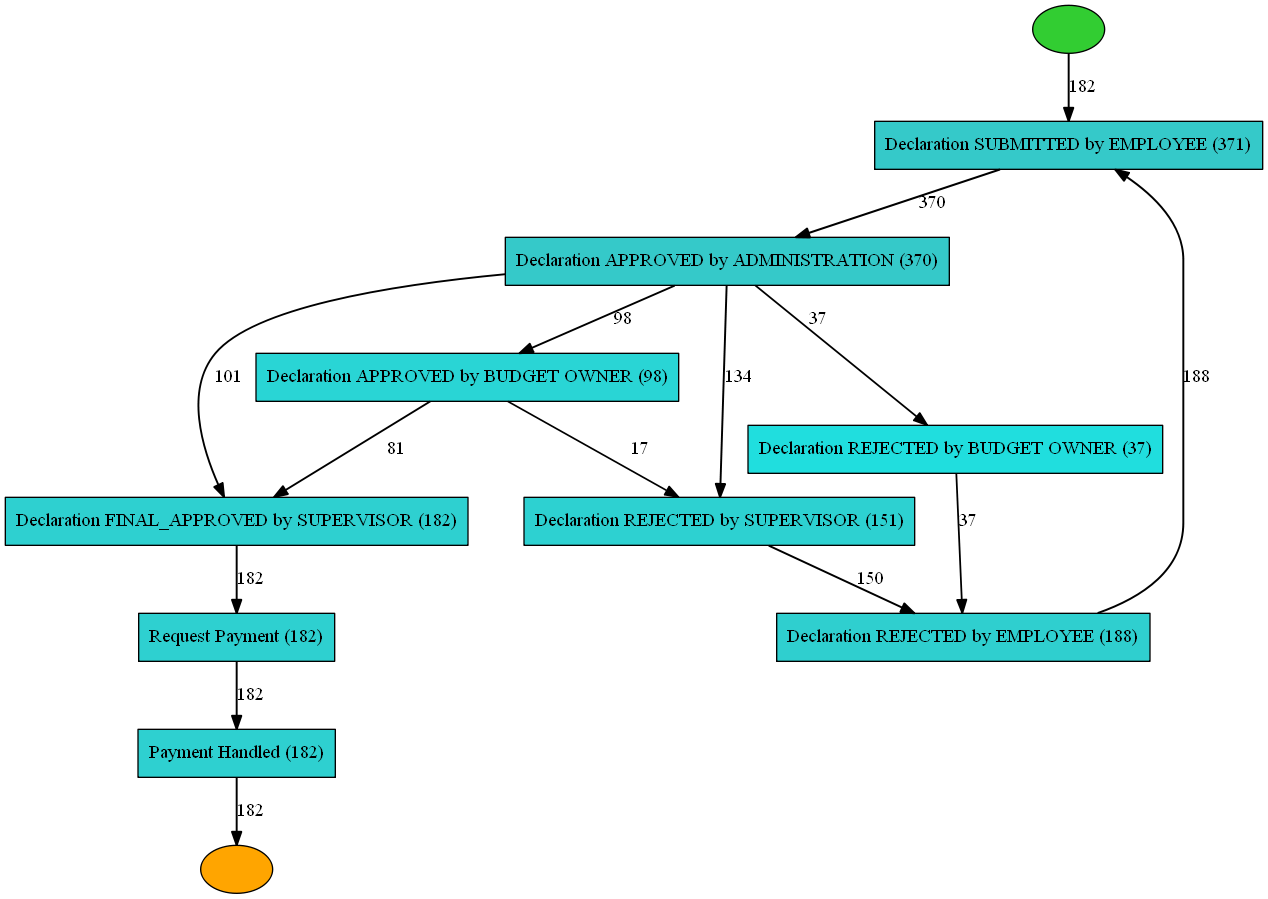 182
Declaration SUBMITTED by EMPLOYEE (371)
370
Declaration APPROVED by ADMINISTRATION (370)
98
37
101
Declaration APPROVED by BUDGET OWNER (98)
134
188
81
17
Declaration REJECTED by BUDGET OWNER (37)
Declaration FINAL_APPROVED by SUPERVISOR (182)
Declaration REJECTED by SUPERVISOR (151)
37
182
150
Request Payment (182)
Declaration REJECTED by EMPLOYEE (188)
182
Payment Handled (182)
182